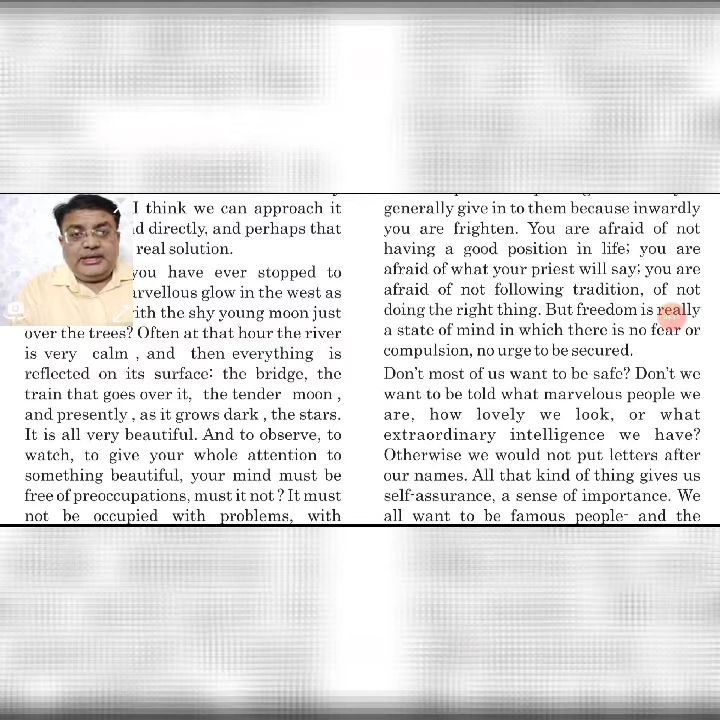 I think we can approach it
directly, and perhaps that
real solution.
you have ever stopped to
glow in the west as
with the shy young moon just
over the trees? Often at that hour the river
is very calm , and then everything is
reflected on its surface: the bridge, the
train that goes over it, the tender moon ,
and presently , as it grows dark , the stars.
It is all very beautiful. And to observe, to
watch, to give your whole attention to
something beautiful, your mind must be
free of preoccupations, must it not ? It must
not be occupied with problems, with
generally give in to them because inwardly
you are frighten. You are afraid of not
having a good position in life; you are
afraid of what your priest will say; you are
afraid of not following tradition, of not
doing the right thing. But freedom is really
a state of mind in which there is no fear or
compulsion, no urge to be secured.
Don't most of us want to be safe? Don't we
want to be told what marvelous people we
are, how lovely we look, or what
extraordinary intelligence we have?
Otherwise we would not put letters after
our names. All that kind of thing gives us
self-assurance, a sense of importance. We
all want to be famous people- and the